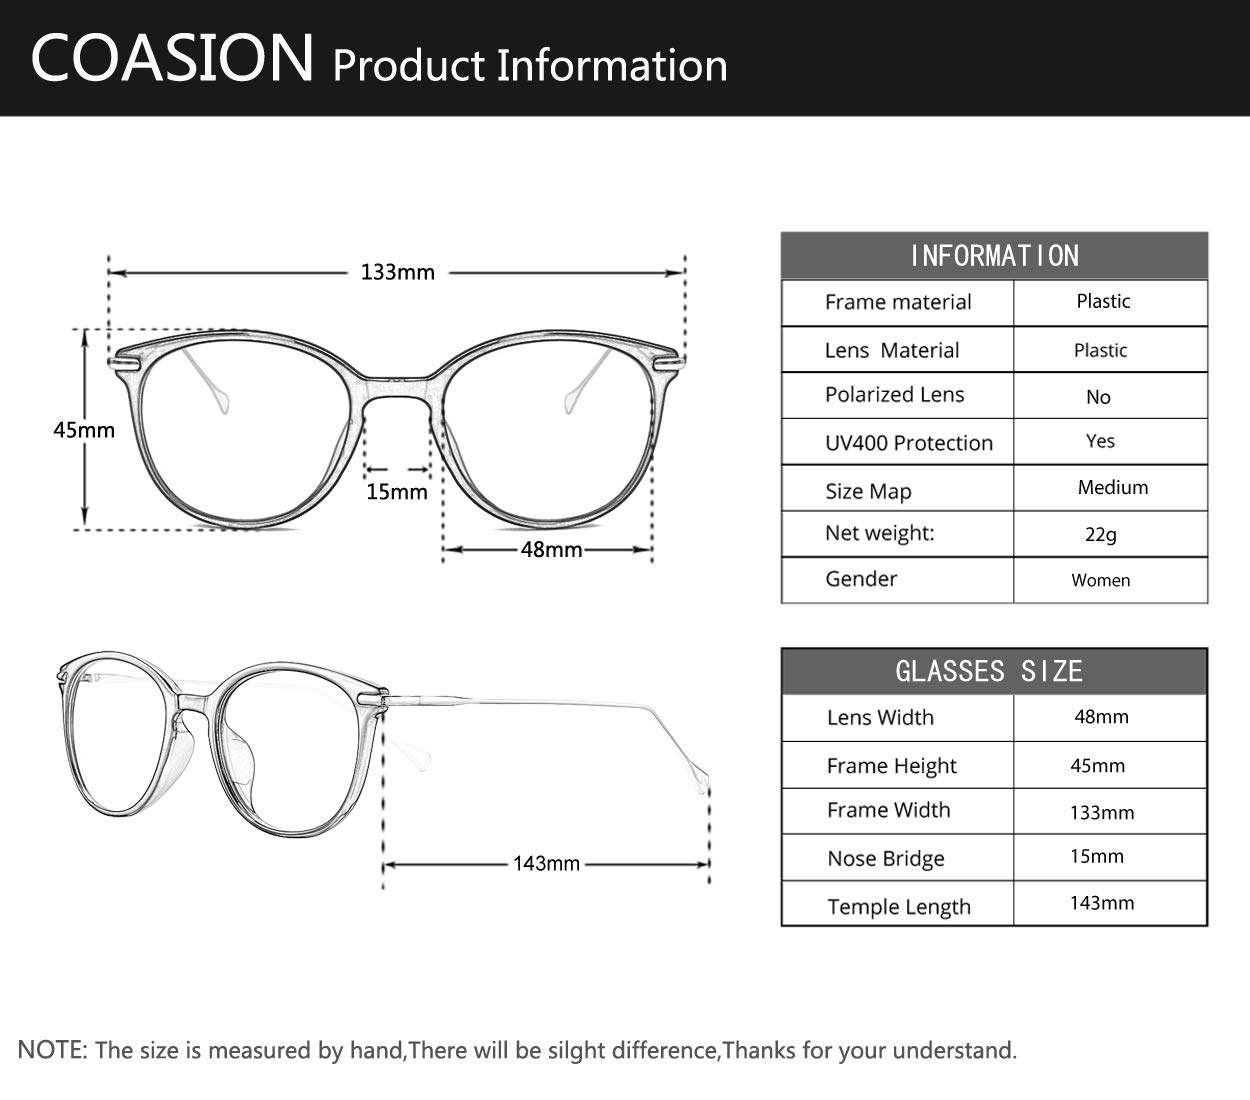 COASION Product Information
133mm
45mm
15mm
48mm
143mm
INFORMATION
Frame material Plastic
Lens Material Plastic
Polarized Lens No
UV400 Protection Yes
Size Map Medium
Net weight: 22g
Gender Women
GLASSES SIZE
Lens Width 48mm
Frame Height 45mm
Frame Width 133mm
Nose Bridge 15mm
Temple Length 143mm
NOTE: The size is measured by hand,There will be silght difference,Thanks for your understand.